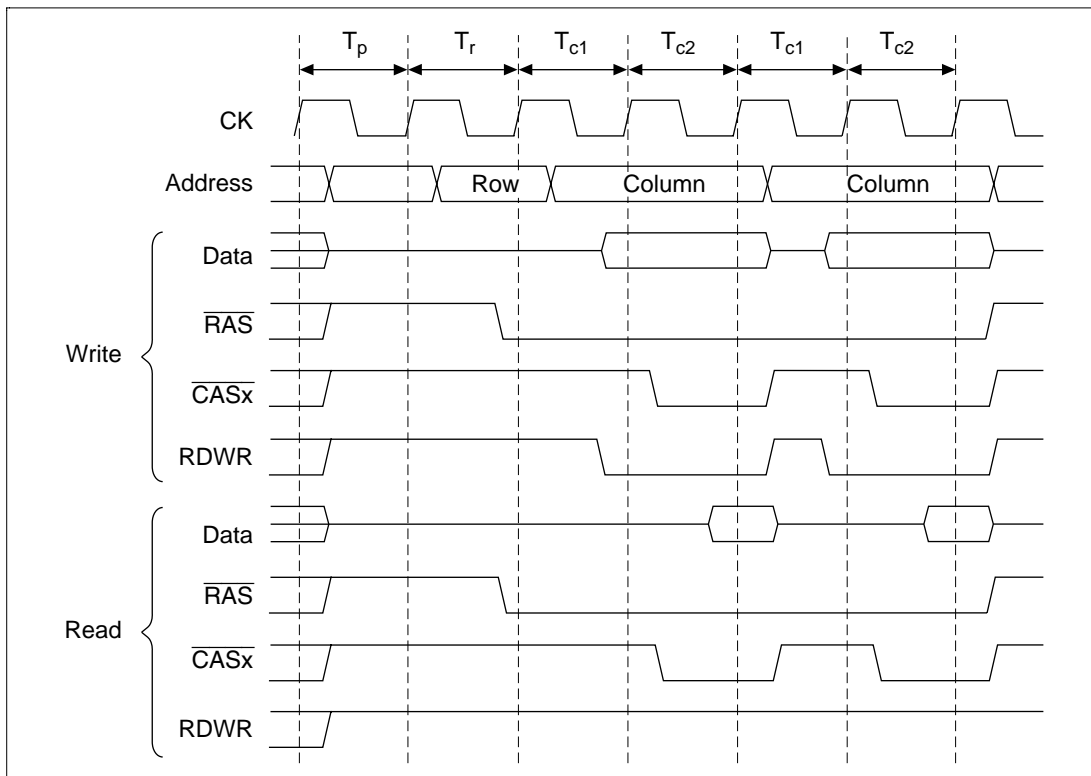 Tp Tr Tc1 Tc2 Tc1 Tc2
CK
Address Row Column Column
Data
RAS
Write
CASx
RDWR
Data
RAS
Read
CASx
RDWR